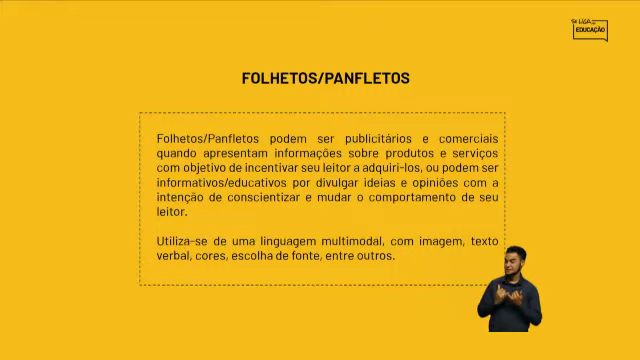 SE LIGA NA
EDUCAÇÃO
FOLHETOS/PANFLETOS
Folhetos/Panfletos podem ser publicitários e comerciais
quando apresentam informações sobre produtos e serviços
com objetivo de incentivar seu leitor a adquiri-los, ou podem ser
informativos/educativos por divulgar ideias e opiniões com a
intenção de conscientizar e mudar o comportamento de seu
leitor.
Utiliza-se de uma linguagem multimodal, com imagem, texto
verbal, cores, escolha de fonte, entre outros.